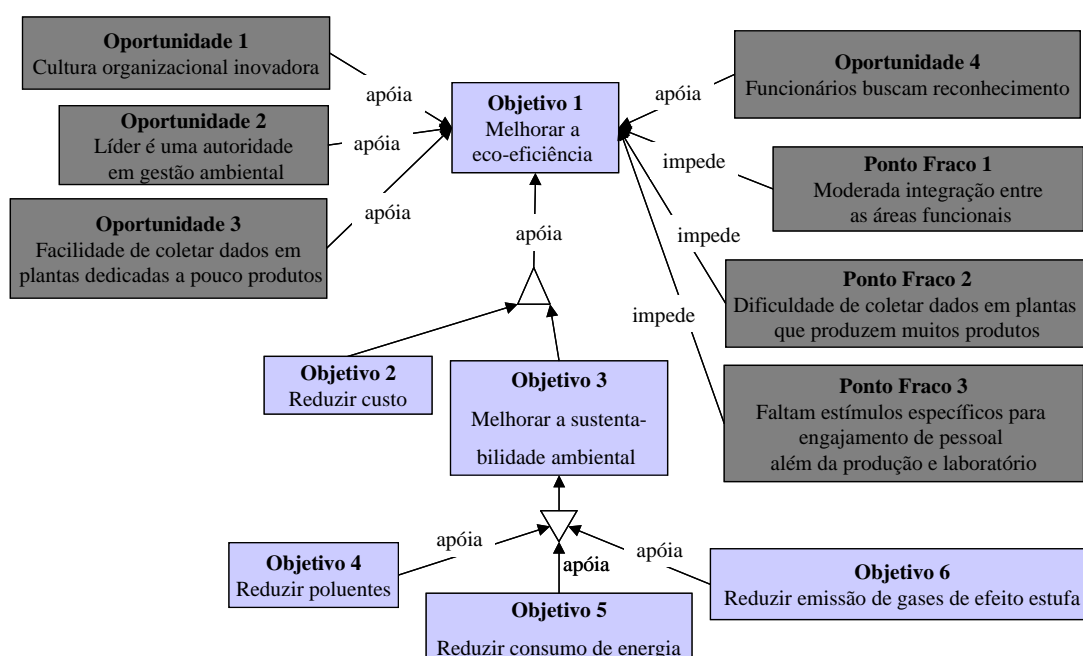 Oportunidade 1
Cultura organizacional inovadora
apóia
Oportunidade 2
Líder é uma autoridade
em gestão ambiental
apóia
Oportunidade 3
Facilidade de coletar dados em
plantas dedicadas a pouco produtos
apóia
Objetivo 1
Melhorar a
eco-eficiência
Oportunidade 4
Funcionários buscam reconhecimento
apóia
Ponto Fraco 1
Moderada integração entre
as áreas funcionais
impede
Ponto Fraco 2
Dificuldade de coletar dados em plantas
que produzem muitos produtos
impede
Ponto Fraco 3
Faltam estímulos específicos para
engajamento de pessoal
além da produção e laboratório
impede
apóia
Objetivo 2
Reduzir custo
Objetivo 3
Melhorar a sustenta-
bilidade ambiental
Objetivo 4
Reduzir poluentes
apóia
Objetivo 5
Reduzir consumo de energia
apóia
Objetivo 6
Reduzir emissão de gases de efeito estufa
apóia